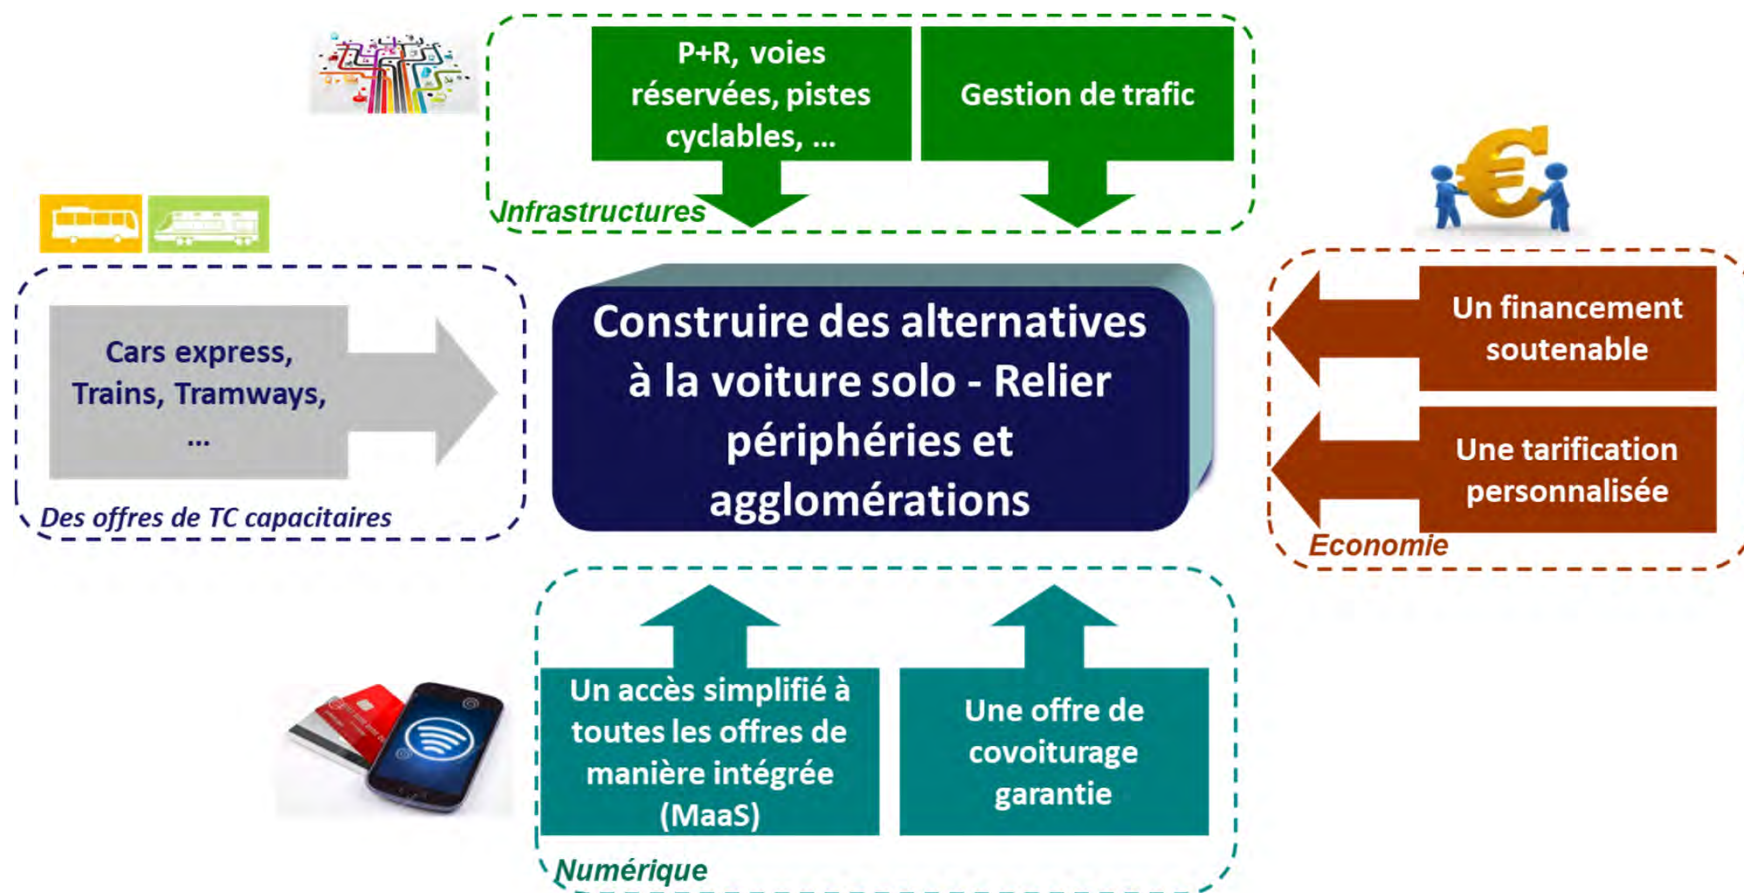 P+R, voies
réservées, pistes
cyclables, ...
Gestion de trafic
Infrastructures
Cars express,
Trains, Tramways,
...
Des offres de TC capacitaires
Construire des alternatives
à la voiture solo - Relier
périphéries et
agglomérations
Un financement
soutenable
Une tarification
personnalisée
Economie
Un accès simplifié à
toutes les offres de
manière intégrée
(MaaS)
Une offre de
covoiturage
garantie
Numérique